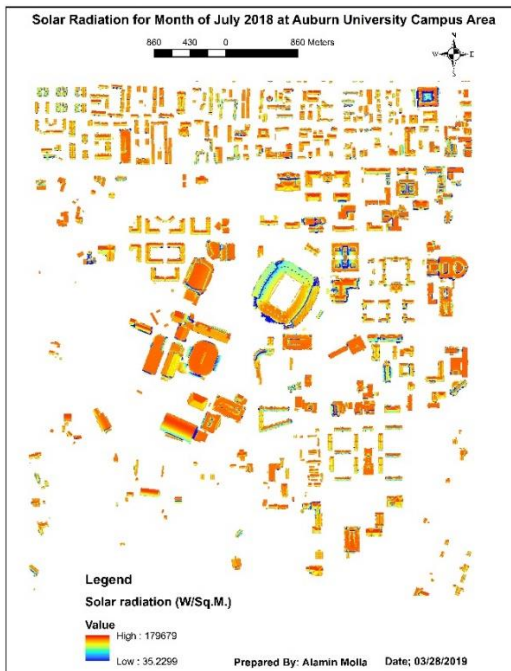 Solar Radiation for Month of July 2018 at Auburn University Campus Area
860 430 0 860 Meters
N
W E
S
Legend
Solar radiation (W/Sq.M.)
Value
High : 179679
Low : 35.2299
Prepared By: Alamin Molla Date; 03/28/2019